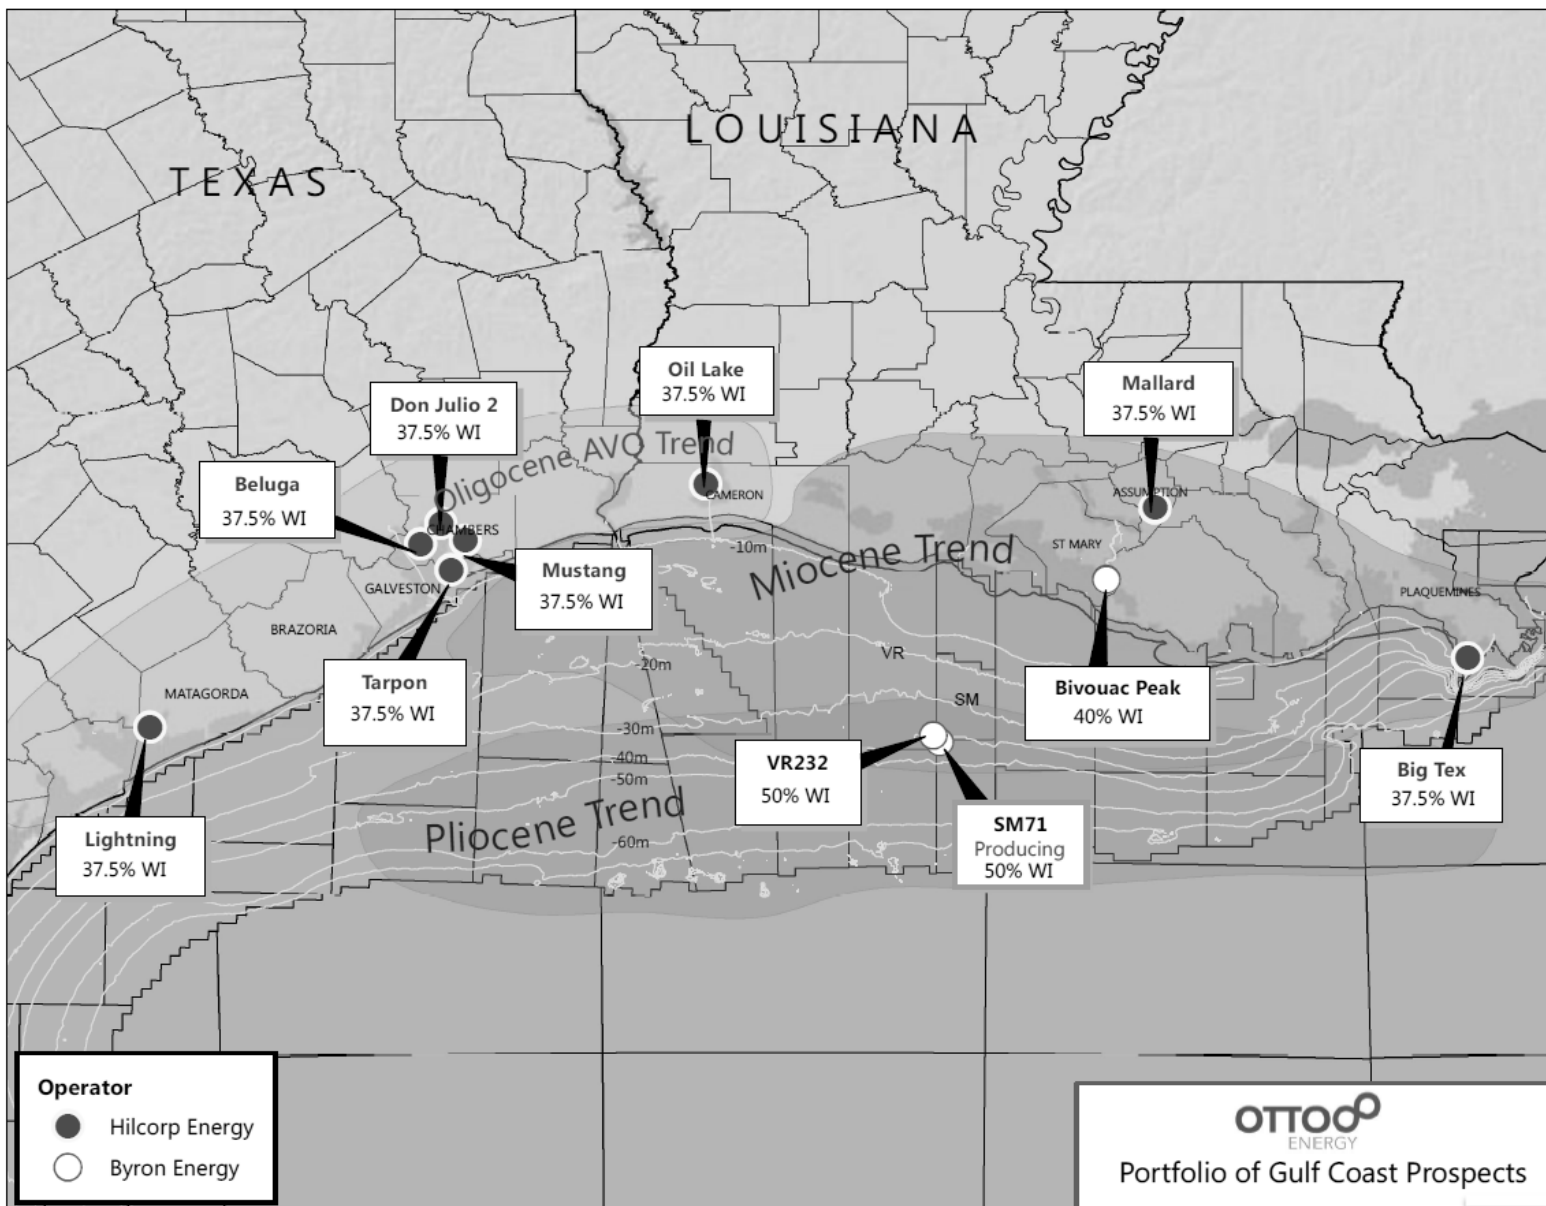 TEXAS
LOUISIANA
Oil Lake
37.5% WI
Mallard
37.5% WI
Don Julio 2
37.5% WI
Oligocene AVO Trend
Beluga
37.5% WI
CAMERON
ASSUMPTION
CHAMBERS
-10m
Miocene Trend
ST MARY
Mustang
37.5% WI
GALVESTON
PLAQUEMINES
BRAZORIA
VR
-20m
Tarpon
37.5% WI
MATAGORDA
SM
Bivouac Peak
40% WI
-30m
-40m
-50m
VR232
50% WI
Big Tex
37.5% WI
Pliocene Trend
-60m
SM71
Producing
50% WI
Lightning
37.5% WI
Operator
Hilcorp Energy
Byron Energy
OTTO
ENERGY
Portfolio of Gulf Coast Prospects